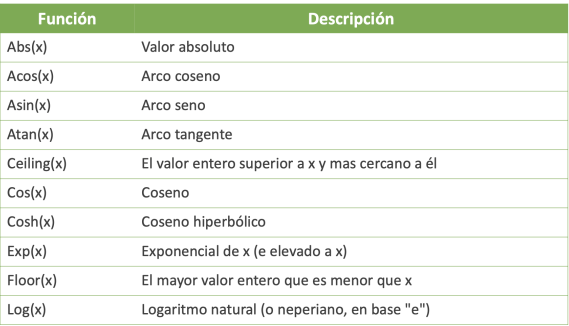 Función Descripción
Abs(x) Valor absoluto
Acos(x) Arco coseno
Asin(x) Arco seno
Atan(x) Arco tangente
Ceiling(x) El valor entero superior a x y mas cercano a él
Cos(x) Coseno
Cosh(x) Coseno hiperbólico
Exp(x) Exponencial de x (e elevado a x)
Floor(x) El mayor valor entero que es menor que x
Log(x) Logaritmo natural (o neperiano, en base "e")